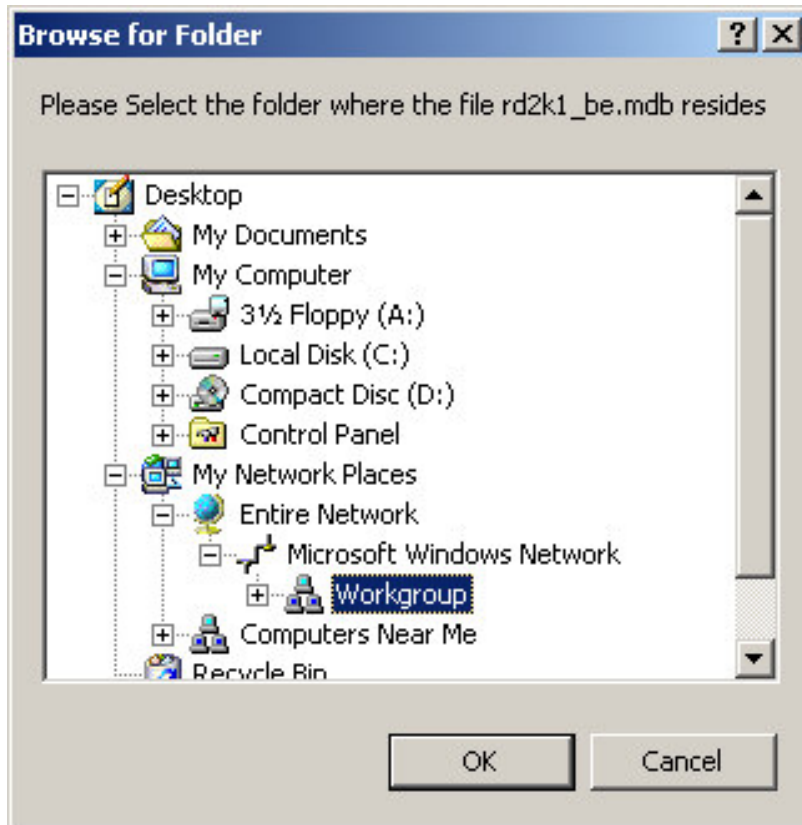 Browse for Folder
Please Select the folder where the file rd2k1_be.mdb resides
Desktop
My Documents
My Computer
3½ Floppy (A:)
Local Disk (C:)
Compact Disc (D:)
Control Panel
My Network Places
Entire Network
Microsoft Windows Network
Workgroup
Computers Near Me
Recycle Bin
OK Cancel